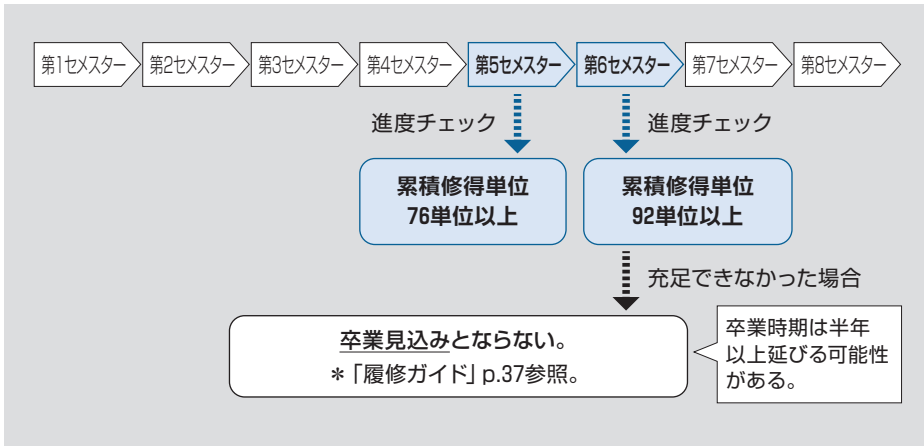 第1セメスター
第2セメスター
第3セメスター
第4セメスター
第5セメスター
第6セメスター
第7セメスター
第8セメスター
進度チェック
進度チェック
累積修得単位
76単位以上
累積修得単位
92単位以上
充足できなかった場合
卒業見込みとならない。
＊「履修ガイド」p.37参照。
卒業時期は半年
以上延びる可能性
がある。